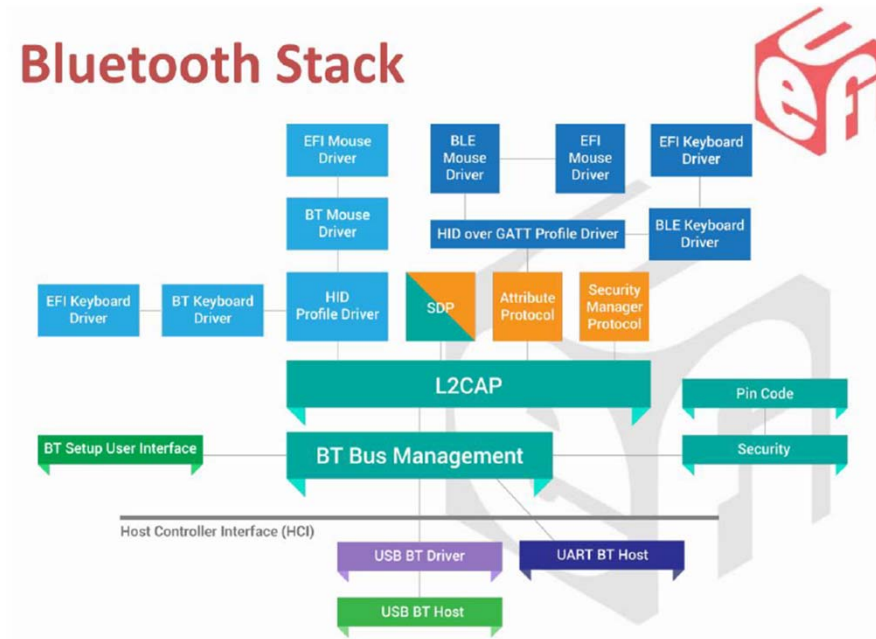 Bluetooth Stack
uefi
EFI Mouse
Driver
BLE
Mouse
Driver
EFI
Mouse
Driver
EFI Keyboard
Driver
BT Mouse
Driver
HID over GATT Profile Driver
BLE Keyboard
Driver
EFI Keyboard
Driver
BT Keyboard
Driver
HID
Profile Driver
SDP
Attribute
Protocol
Security
Manager
Protocol
L2CAP
Pin Code
BT Setup User Interface
BT Bus Management
Security
Host Controller Interface (HCI)
USB BT Driver
UART BT Host
USB BT Host